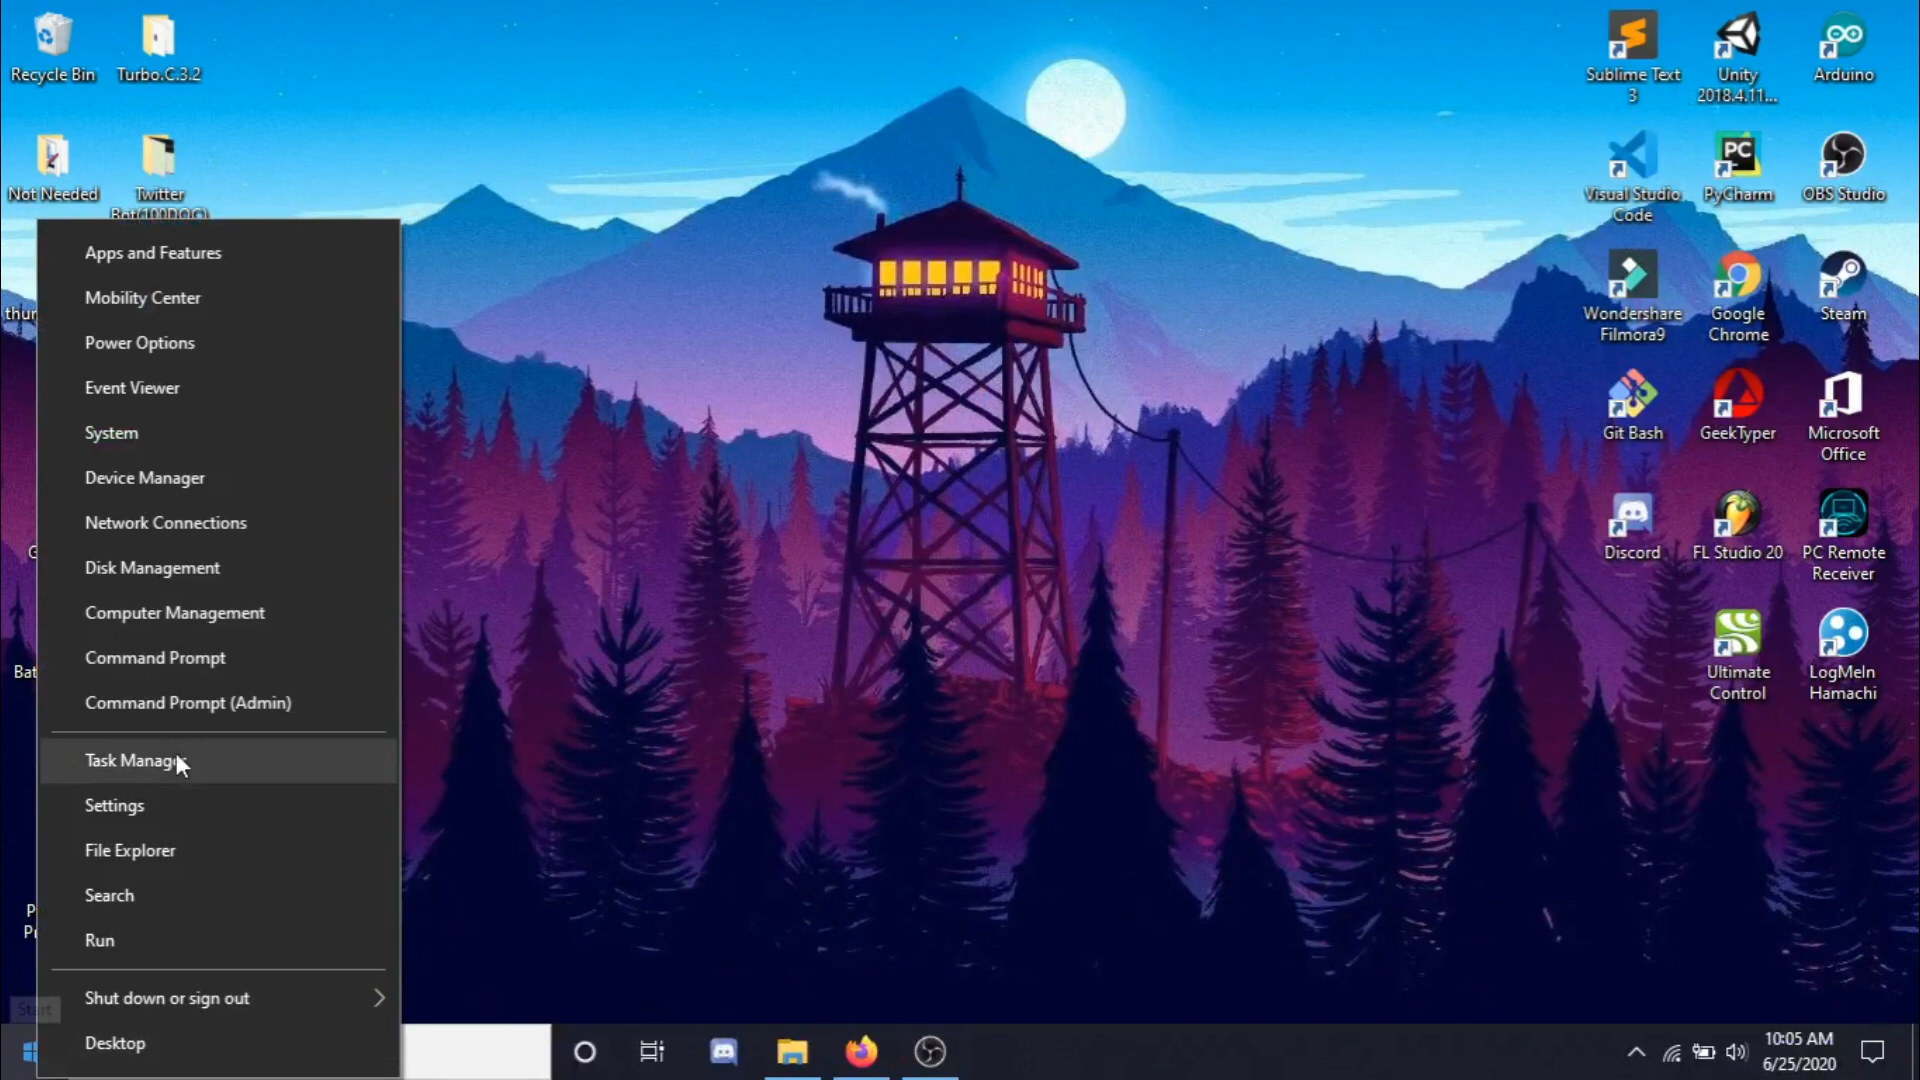 Recycle Bin
Turbo.C.3.2
Not Needed
Twitter
Bot(100DOC)
Apps and Features
Mobility Center
Power Options
Event Viewer
System
Device Manager
Network Connections
Disk Management
Computer Management
Command Prompt
Command Prompt (Admin)
Task Manage
Settings
File Explorer
Search
Run
Shut down or sign out
Desktop
Start
Sublime Text
3
Unity
2018.4.11...
Arduino
Visual Studio
Code
PyCharm
OBS Studio
Wondershare
Filmora9
Google
Chrome
Steam
Git Bash
GeekTyper
Microsoft
Office
Discord
FL Studio 20
PC Remote
Receiver
Ultimate
Control
LogMeIn
Hamachi
10:05 AM
6/25/2020